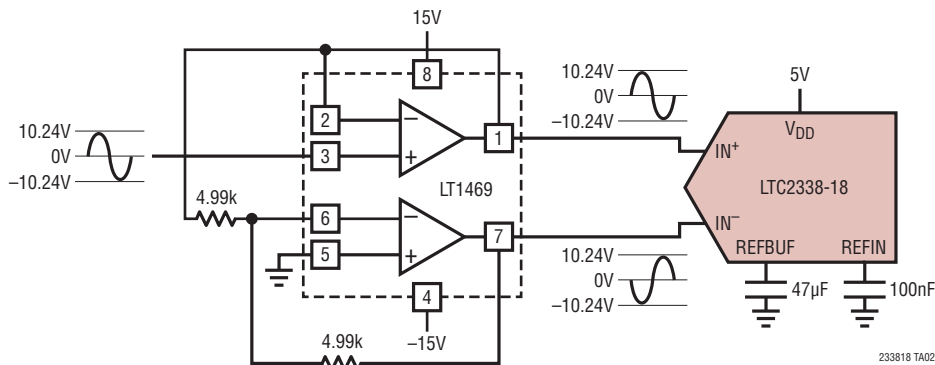 15V
8
10.24V
0V
–10.24V
5V
VDD
2
–
1
IN+
10.24V
0V
–10.24V
3
+
LT1469
LTC2338-18
4.99k
6
–
7
IN–
5
+
REFBUF
REFIN
10.24V
0V
–10.24V
4
–15V
47µF
100nF
4.99k
233818 TA02